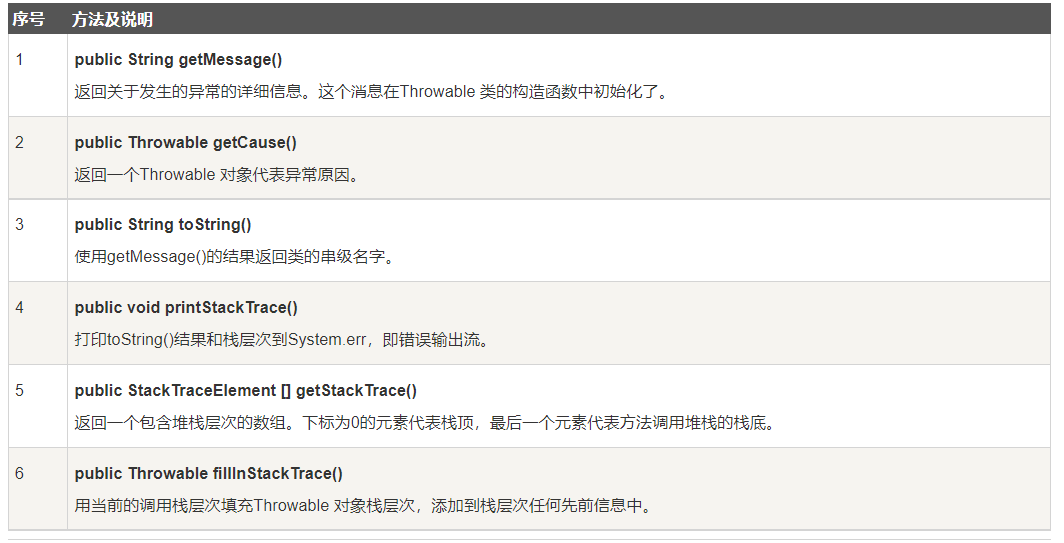 序号 方法及说明
1 public String getMessage()
返回关于发生的异常的详细信息。这个消息在Throwable 类的构造函数中初始化了。
2 public Throwable getCause()
返回一个Throwable 对象代表异常原因。
3 public String toString()
使用getMessage()的结果返回类的串级名字。
4 public void printStackTrace()
打印toString()结果和栈层次到System.err，即错误输出流。
5 public StackTraceElement [] getStackTrace()
返回一个包含堆栈层次的数组。下标为0的元素代表栈顶，最后一个元素代表方法调用堆栈的栈底。
6 public Throwable fillInStackTrace()
用当前的调用栈层次填充Throwable 对象栈层次，添加到栈层次任何先前信息中。